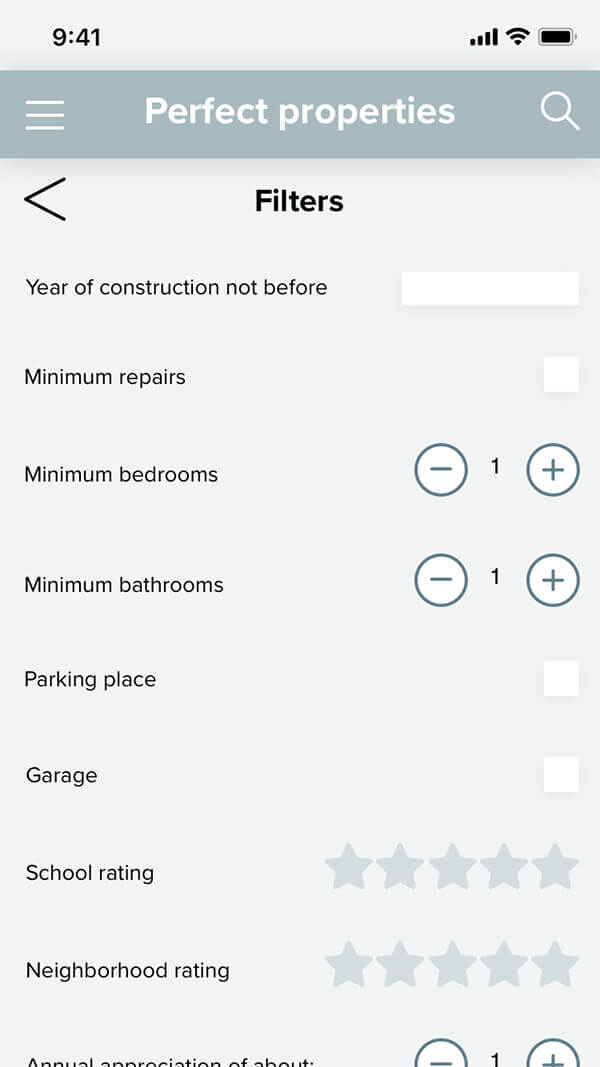 9:41
Perfect properties
Filters
Year of construction not before
Minimum repairs
Minimum bedrooms 1
Minimum bathrooms 1
Parking place
Garage
School rating
Neighborhood rating
Annual appreciation of about: 1